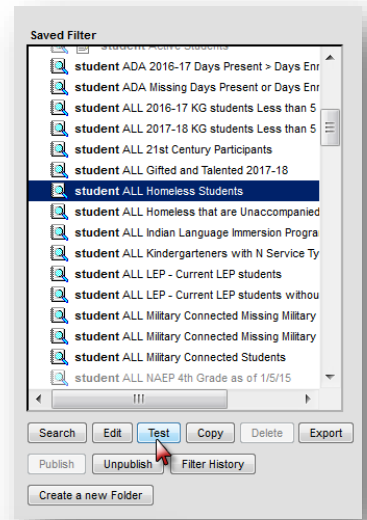 Saved Filter
student Active Students
student ADA 2016-17 Days Present > Days Enr
student ADA Missing Days Present or Days Enr
student ALL 2016-17 KG students Less than 5
student ALL 2017-18 KG students Less than 5
student ALL 21st Century Participants
student ALL Gifted and Talented 2017-18
student ALL Homeless Students
student ALL Homeless that are Unaccompanied
student ALL Indian Language Immersion Progra
student ALL Kindergarteners with N Service Ty
student ALL LEP - Current LEP students
student ALL LEP - Current LEP students withou
student ALL Military Connected Missing Military
student ALL Military Connected Missing Military
student ALL Military Connected Students
student ALL NAEP 4th Grade as of 1/5/15
Search Edit Test Copy Delete Export
Publish Unpublish Filter History
Create a new Folder